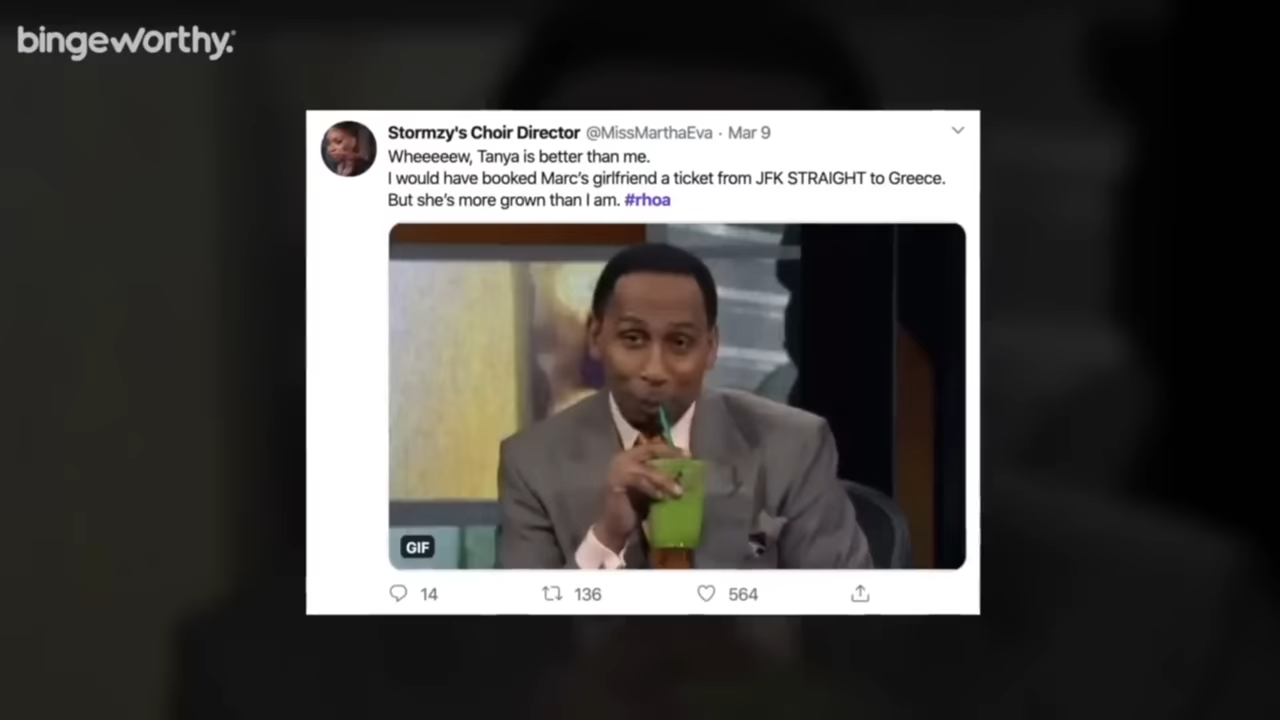 bingeworthy.
Stormzy's Choir Director @MissMarthaEva · Mar 9
Wheeeeew, Tanya is better than me.
I would have booked Marc's girlfriend a ticket from JFK STRAIGHT to Greece.
But she's more grown than I am. #rhoa
GIF
14 136 564